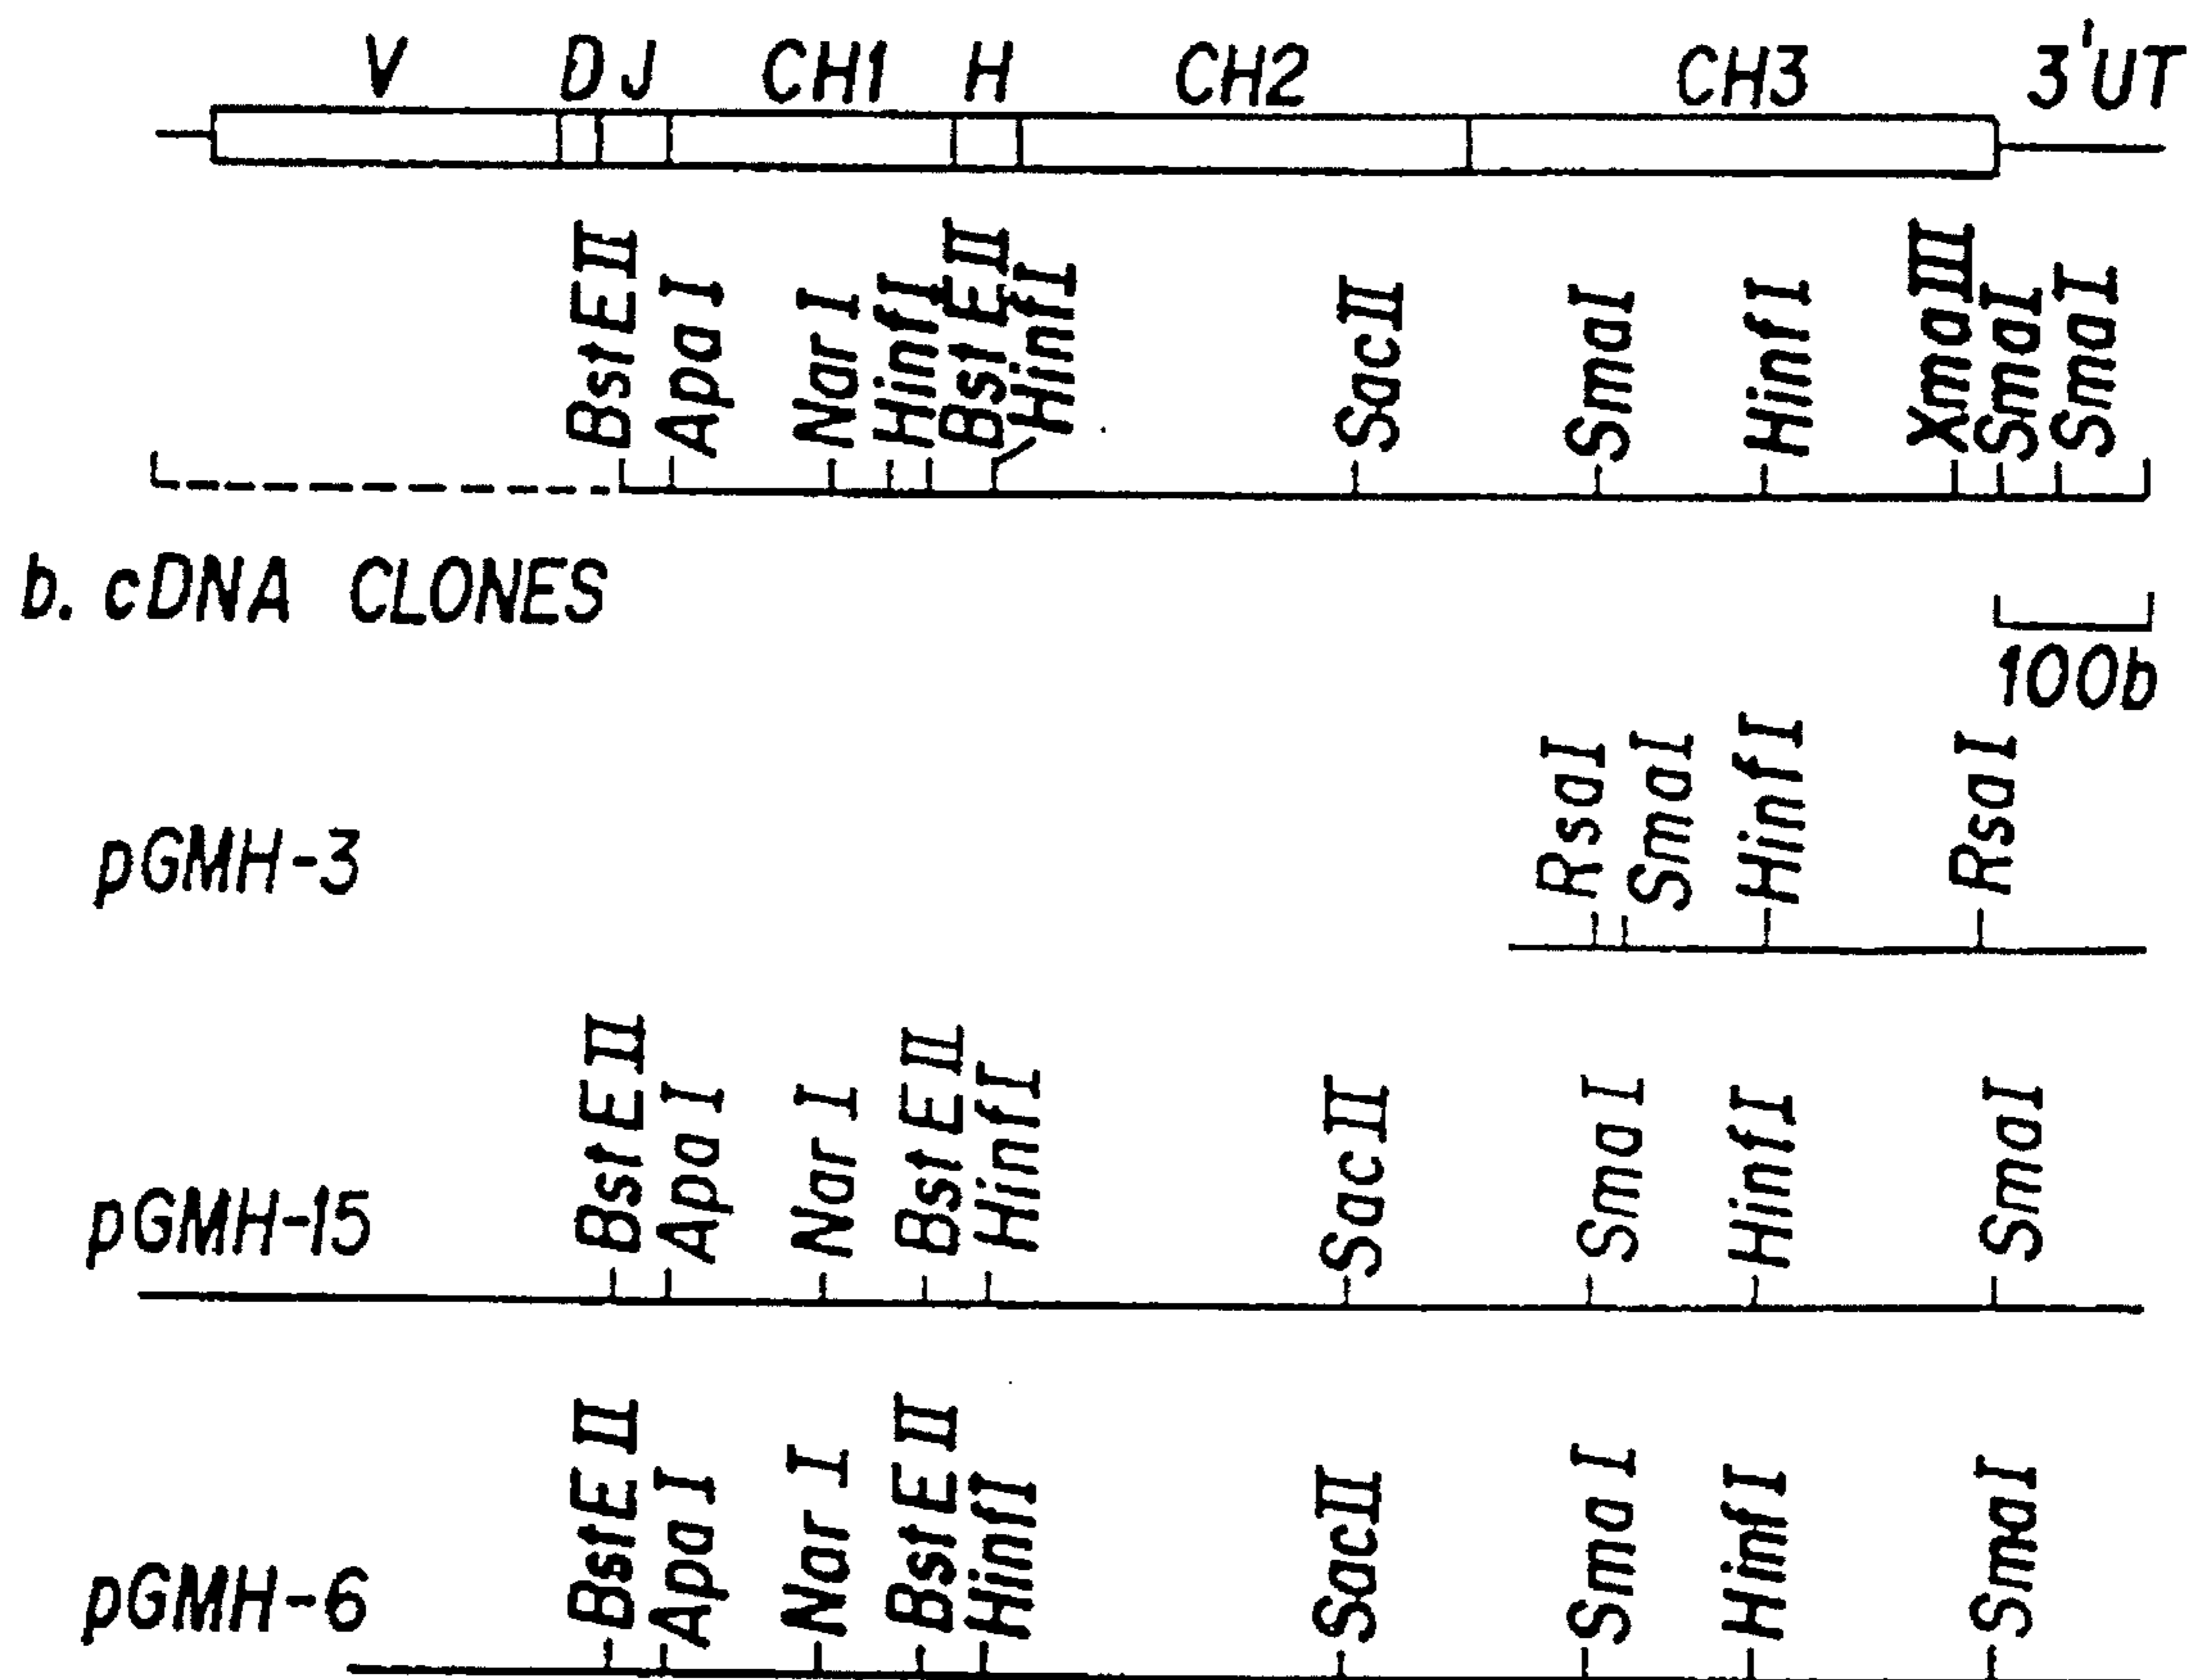 V D J CH1 H CH2 CH3 3'UT
BstEII ApaI NarI HinfI BstEII HinfI SacII SmaI HinfI XmaIII SmaI SmaI
b. cDNA CLONES
100b
RsaI SmaI HinfI RsaI
pGMH-3
BstEII ApaI NarI BstEII HinfI SacII SmaI HinfI SmaI
pGMH-15
BstEII ApaI NarI BstEII HinfI SacII SmaI HinfI SmaI
pGMH-6